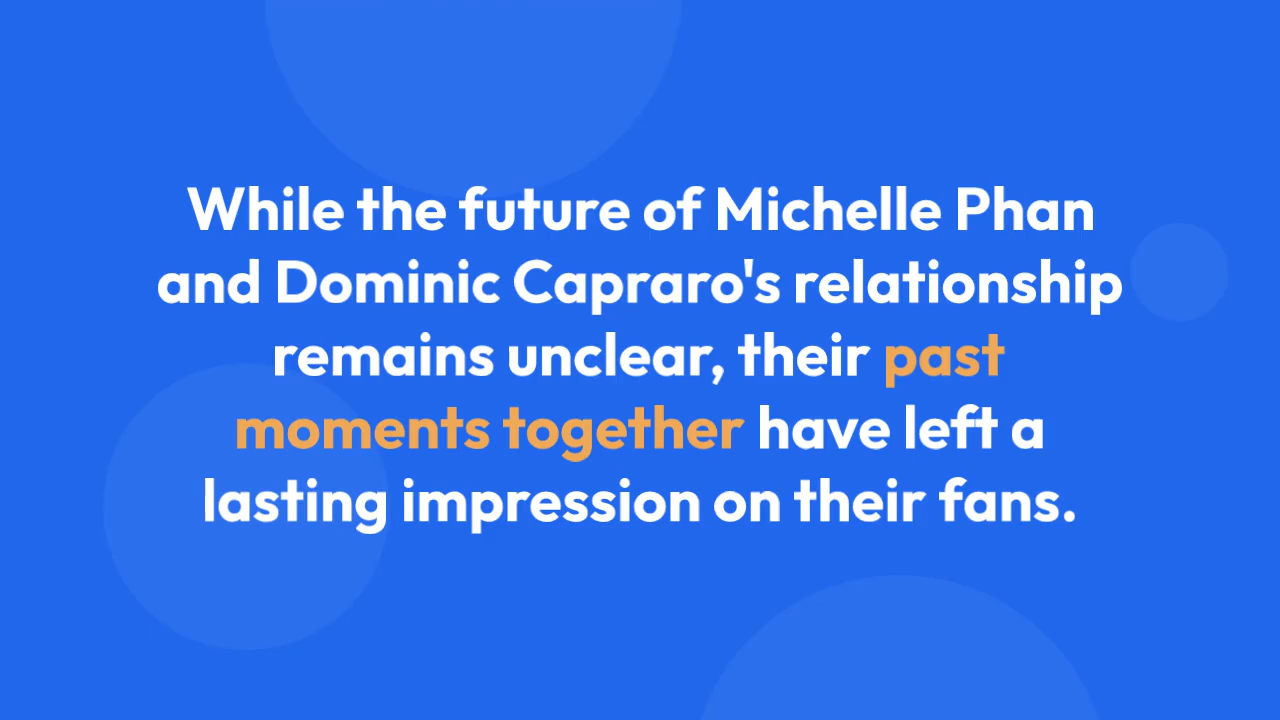 While the future of Michelle Phan
and Dominic Capraro's relationship
remains unclear, their past
moments together have left a
lasting impression on their fans.